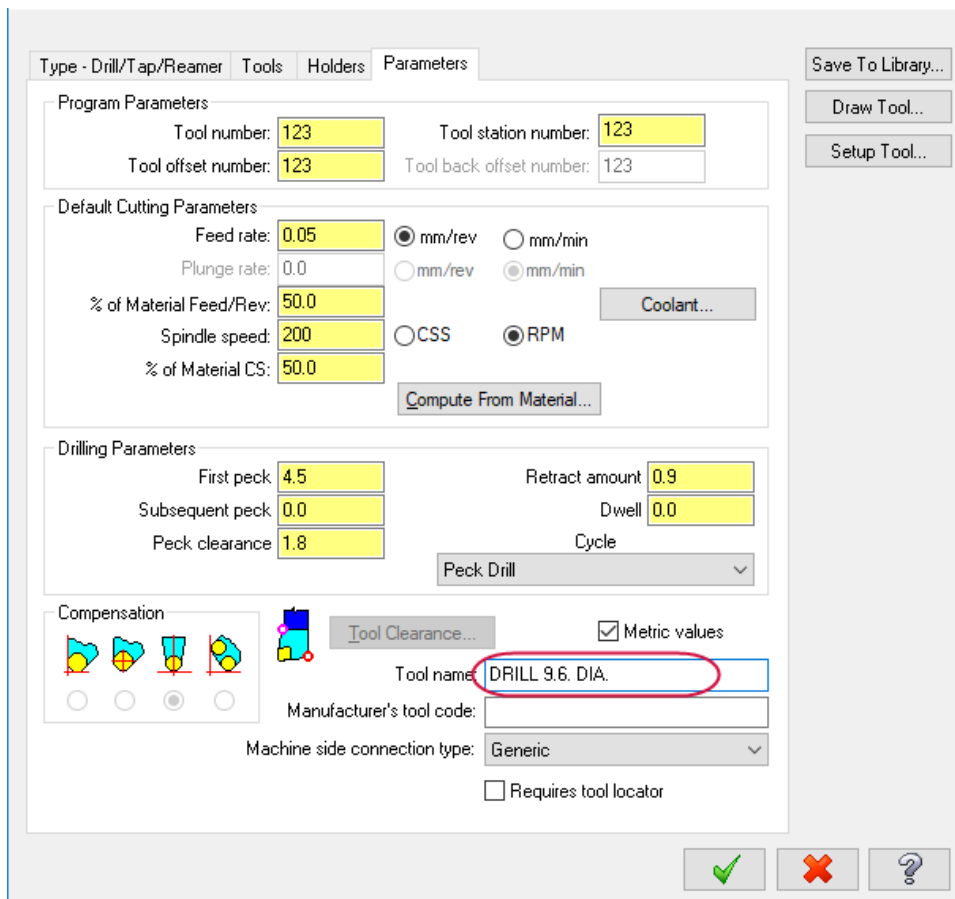 Type - Drill/Tap/Reamer Tools Holders Parameters
Save To Library...
Draw Tool...
Setup Tool...
Program Parameters
Tool number: 123 Tool station number: 123
Tool offset number: 123 Tool back offset number: 123
Default Cutting Parameters
Feed rate: 0.05 mm/rev mm/min
Plunge rate: 0.0 mm/rev mm/min
% of Material Feed/Rev: 50.0 Coolant...
Spindle speed: 200 CSS RPM
% of Material CS: 50.0
Compute From Material...
Drilling Parameters
First peck 4.5 Retract amount 0.9
Subsequent peck 0.0 Dwell 0.0
Peck clearance 1.8 Cycle
Peck Drill
Compensation
Tool Clearance... Metric values
Tool name: DRILL 9.6. DIA.
Manufacturer's tool code:
Machine side connection type: Generic
Requires tool locator